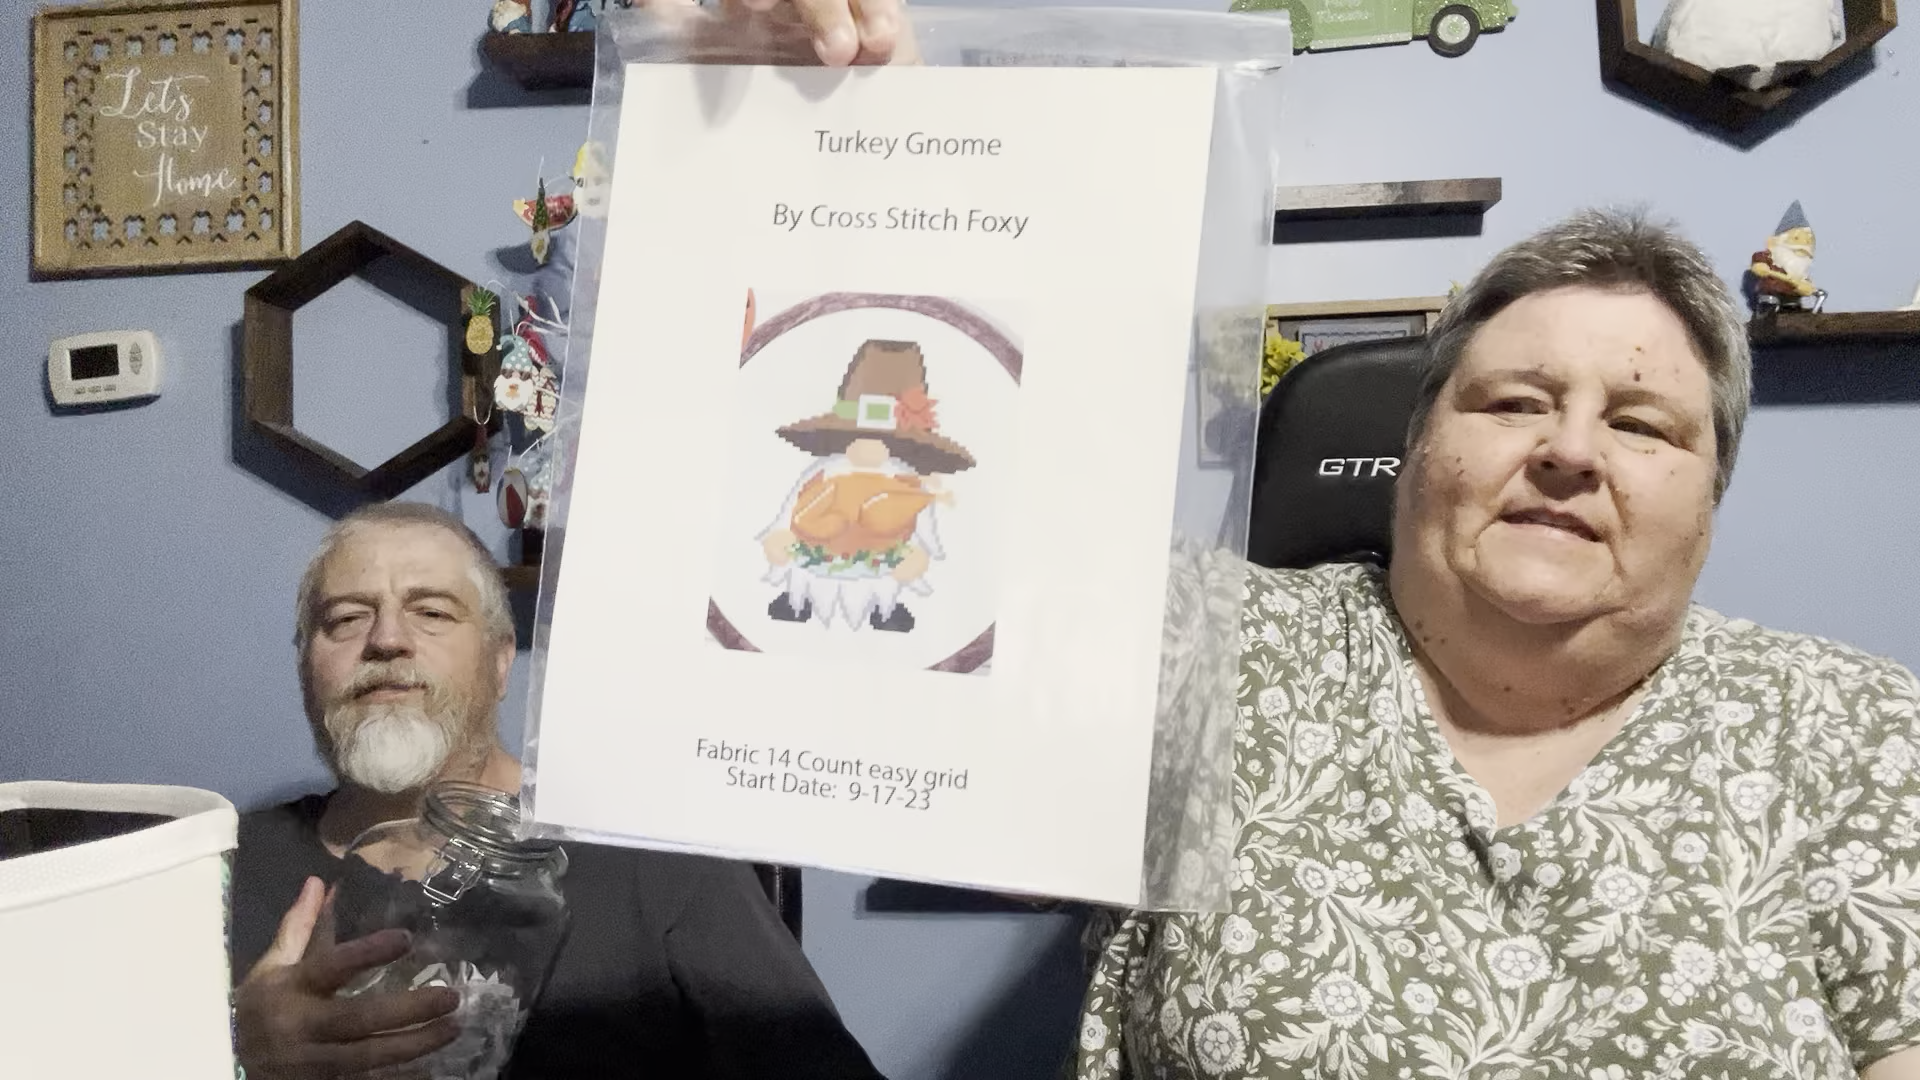 Let's
Stay
Home
Turkey Gnome
By Cross Stitch Foxy
Fabric 14 Count easy grid
Start Date: 9-17-23
GTR